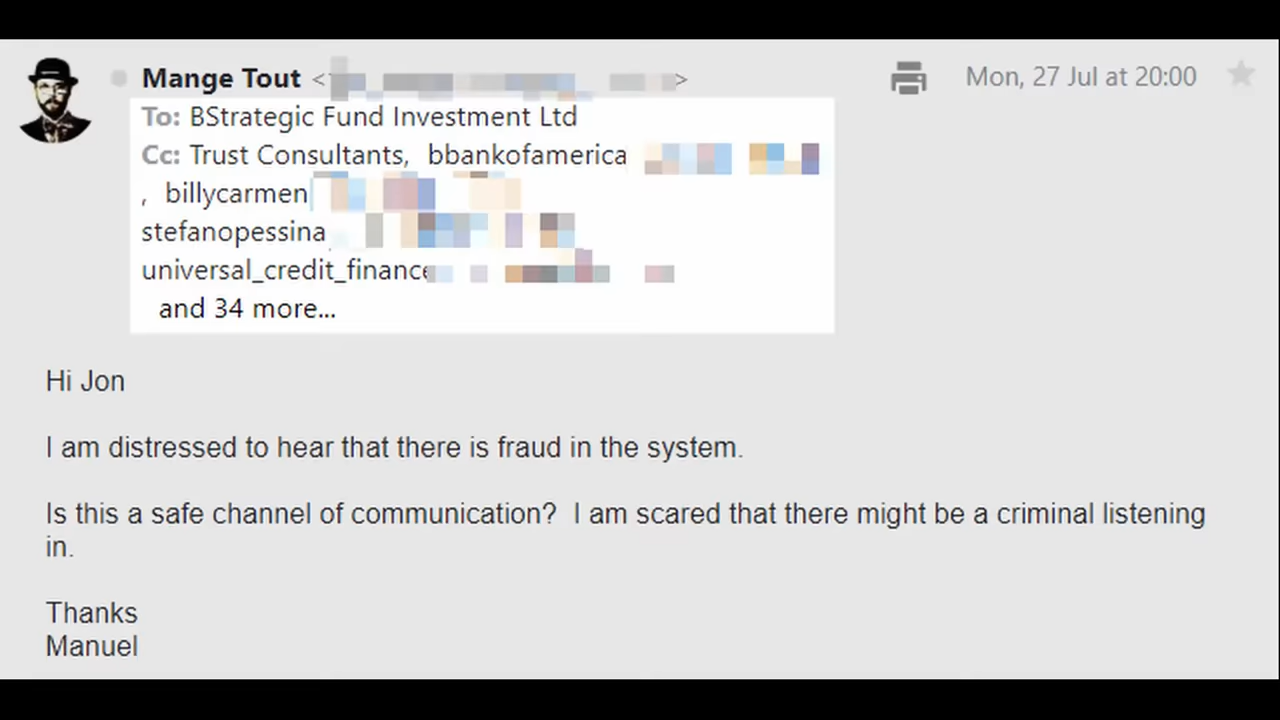 Mange Tout < >
Mon, 27 Jul at 20:00
To: BStrategic Fund Investment Ltd
Cc: Trust Consultants, bbankofamerica
, billycarmen
stefanopessina
universal_credit_finance
and 34 more...
Hi Jon
I am distressed to hear that there is fraud in the system.
Is this a safe channel of communication? I am scared that there might be a criminal listening
in.
Thanks
Manuel